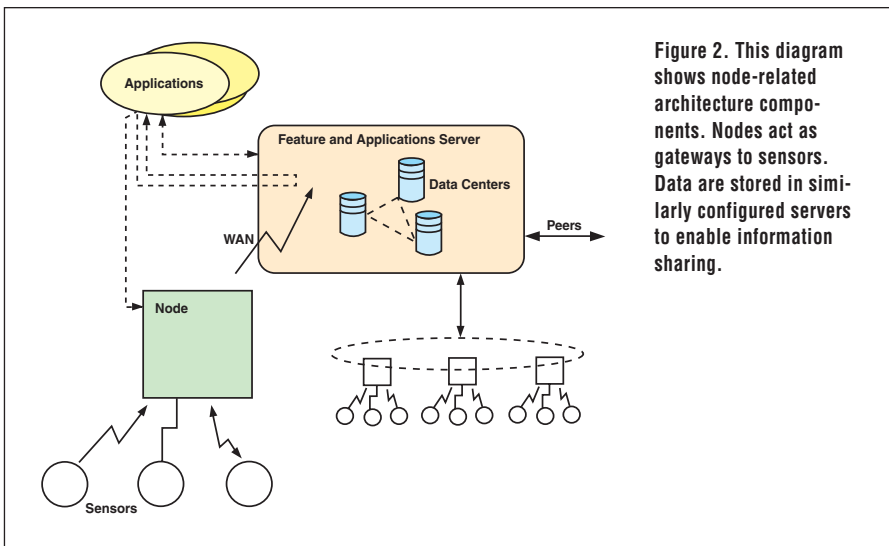 Applications
Feature and Applications Server
Data Centers
WAN
Peers
Node
Sensors
Figure 2. This diagram
shows node-related
architecture compo-
nents. Nodes act as
gateways to sensors.
Data are stored in simi-
larly configured servers
to enable information
sharing.